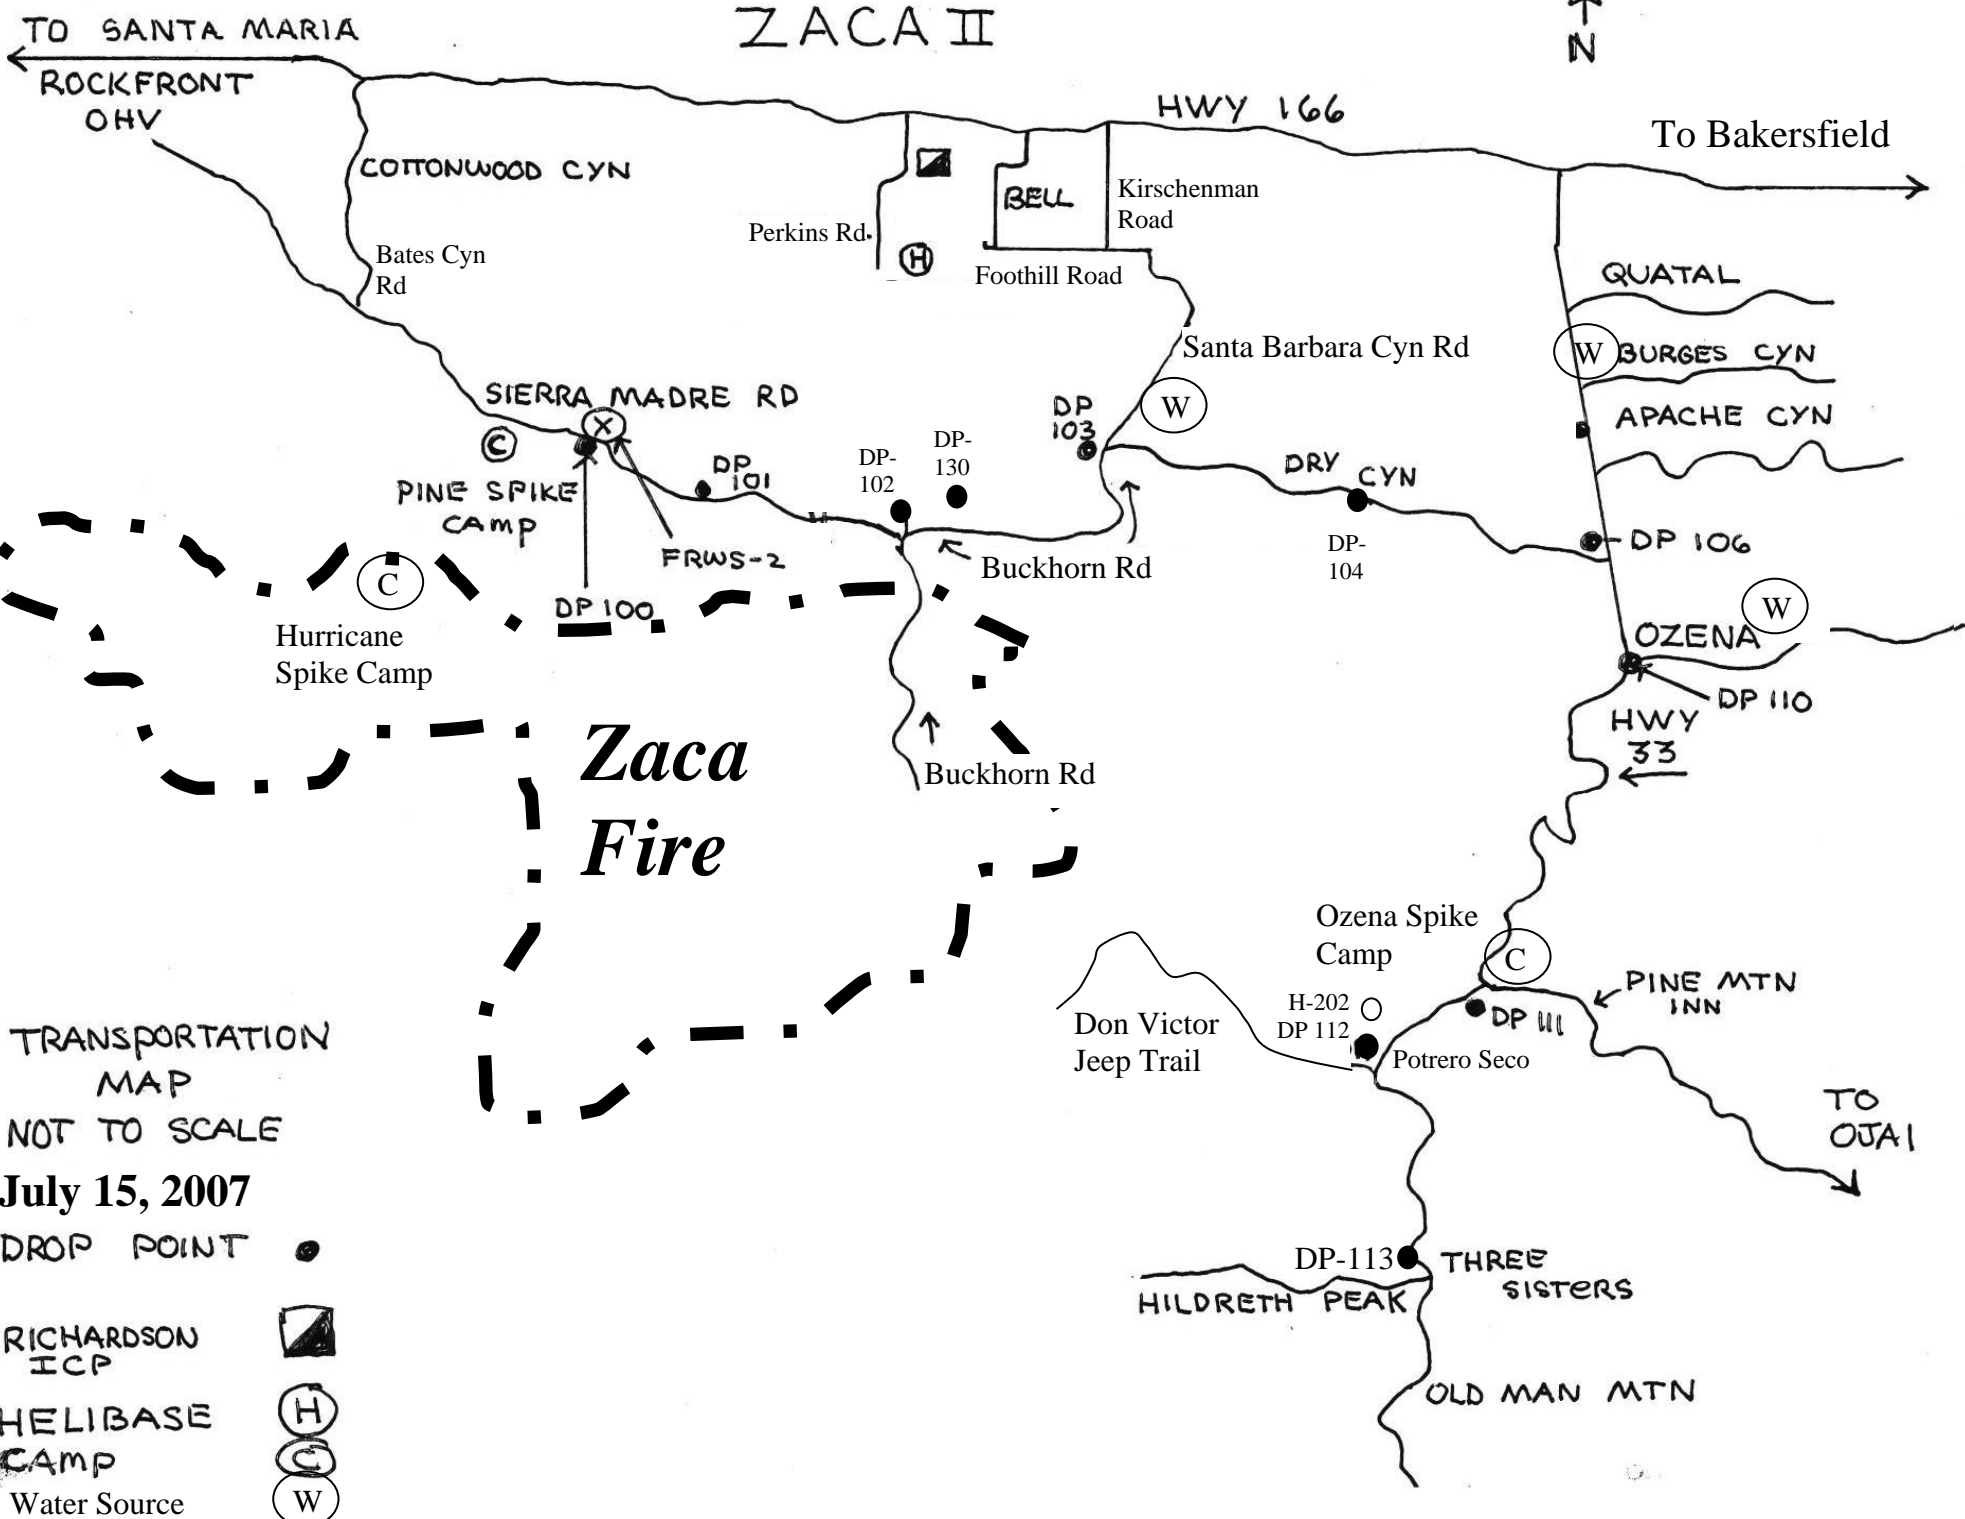 ZACA II
N
TO SANTA MARIA
ROCKFRONT
OHV
HWY 166
To Bakersfield
COTTONWOOD CYN
BELL
Kirschenman
Road
Perkins Rd.
H
Bates Cyn
Rd
Foothill Road
QUATAL
Santa Barbara Cyn Rd
W
BURGES CYN
SIERRA MADRE RD
X
W
DP
103
APACHE CYN
C
DP-
130
DP-
102
DP
101
DRY CYN
PINE SPIKE
CAMP
FRWS-2
DP-
104
DP 106
Buckhorn Rd
C
DP 100
Hurricane
Spike Camp
W
OZENA
DP 110
HWY
33
Zaca
Fire
Buckhorn Rd
Ozena Spike
Camp
C
PINE MTN
INN
H-202
DP 112
DP 111
Don Victor
Jeep Trail
Potrero Seco
TRANSPORTATION
MAP
NOT TO SCALE
July 15, 2007
TO
OJAI
DROP POINT
DP-113
THREE
SISTERS
HILDRETH PEAK
RICHARDSON
ICP
OLD MAN MTN
HELIBASE H
CAMP C
Water Source W